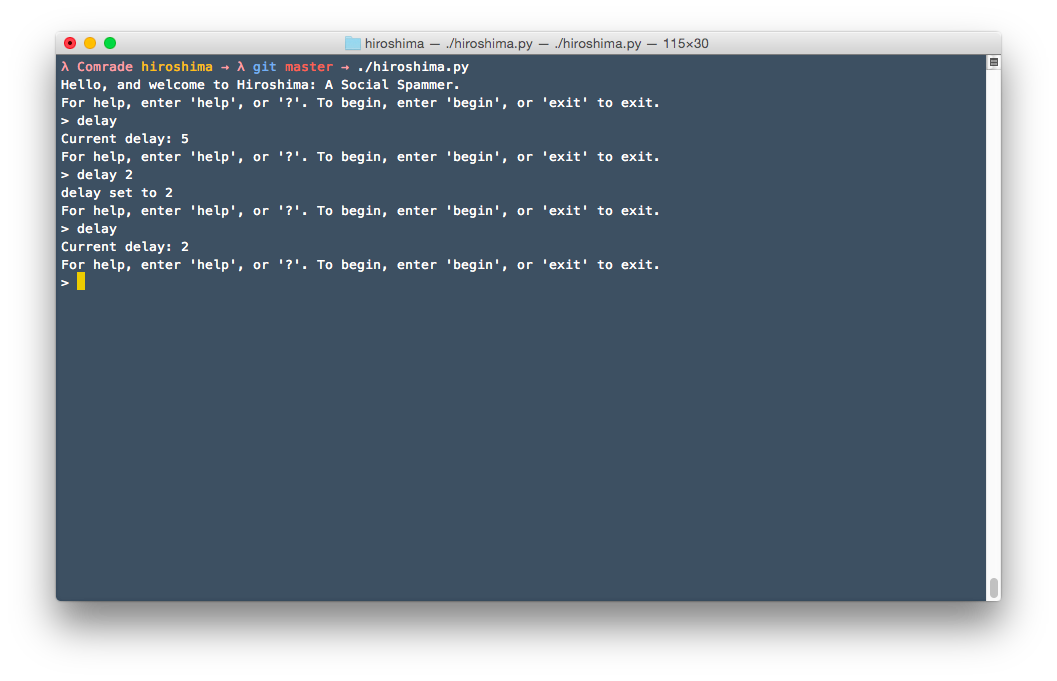 hiroshima — ./hiroshima.py — ./hiroshima.py — 115×30
λ Comrade hiroshima → λ git master → ./hiroshima.py
Hello, and welcome to Hiroshima: A Social Spammer.
For help, enter 'help', or '?'. To begin, enter 'begin', or 'exit' to exit.
> delay
Current delay: 5
For help, enter 'help', or '?'. To begin, enter 'begin', or 'exit' to exit.
> delay 2
delay set to 2
For help, enter 'help', or '?'. To begin, enter 'begin', or 'exit' to exit.
> delay
Current delay: 2
For help, enter 'help', or '?'. To begin, enter 'begin', or 'exit' to exit.
>